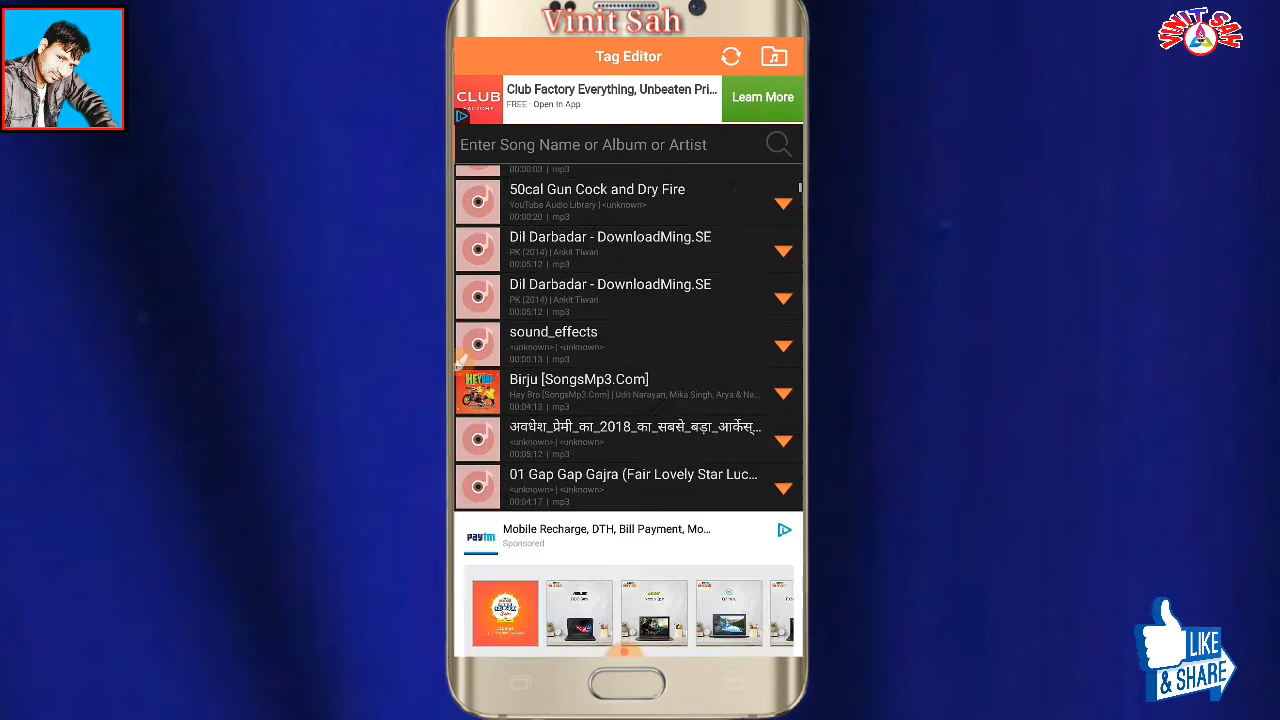 Vinit Sah
VINIT SAH
Tag Editor
CLUB
FACTORY
Club Factory Everything, Unbeaten Pri...
FREE · Open In App
Learn More
Enter Song Name or Album or Artist
00:00:03 | mp3
50cal Gun Cock and Dry Fire
YouTube Audio Library | <unknown>
00:00:20 | mp3
Dil Darbadar - DownloadMing.SE
PK (2014) | Ankit Tiwari
00:05:12 | mp3
Dil Darbadar - DownloadMing.SE
PK (2014) | Ankit Tiwari
00:05:12 | mp3
sound_effects
<unknown> | <unknown>
00:00:13 | mp3
HEY BRO
Birju [SongsMp3.Com]
Hey Bro [SongsMp3.Com] | Udit Narayan, Mika Singh, Arya & Na...
00:04:13 | mp3
अवधेश_प्रेमी_का_2018_का_सबसे_बड़ा_आर्केस्...
<unknown> | <unknown>
00:05:12 | mp3
01 Gap Gap Gajra (Fair Lovely Star Luc...
<unknown> | <unknown>
00:04:17 | mp3
paytm
Mobile Recharge, DTH, Bill Payment, Mo...
Sponsored
LIKE
& SHARE